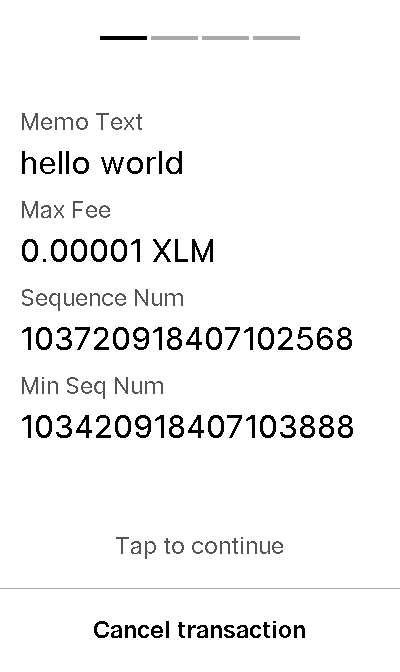 Memo Text
hello world
Max Fee
0.00001 XLM
Sequence Num
103720918407102568
Min Seq Num
103420918407103888
Tap to continue
Cancel transaction